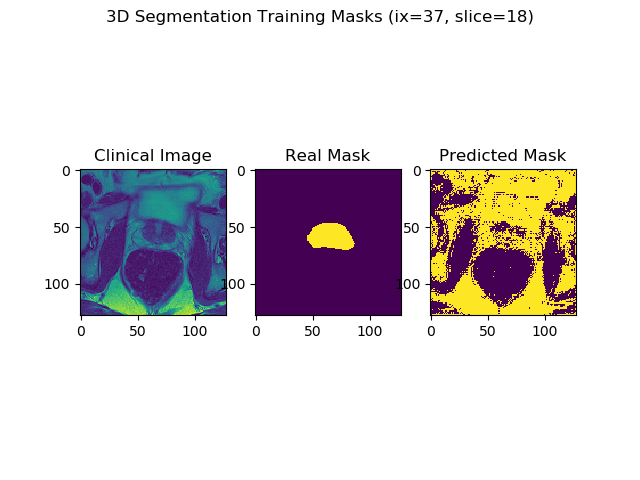 3D Segmentation Training Masks (ix=37, slice=18)
Clinical Image Real Mask Predicted Mask
0 0 0
50 50 50
100 100 100
0 50 100 0 50 100 0 50 100